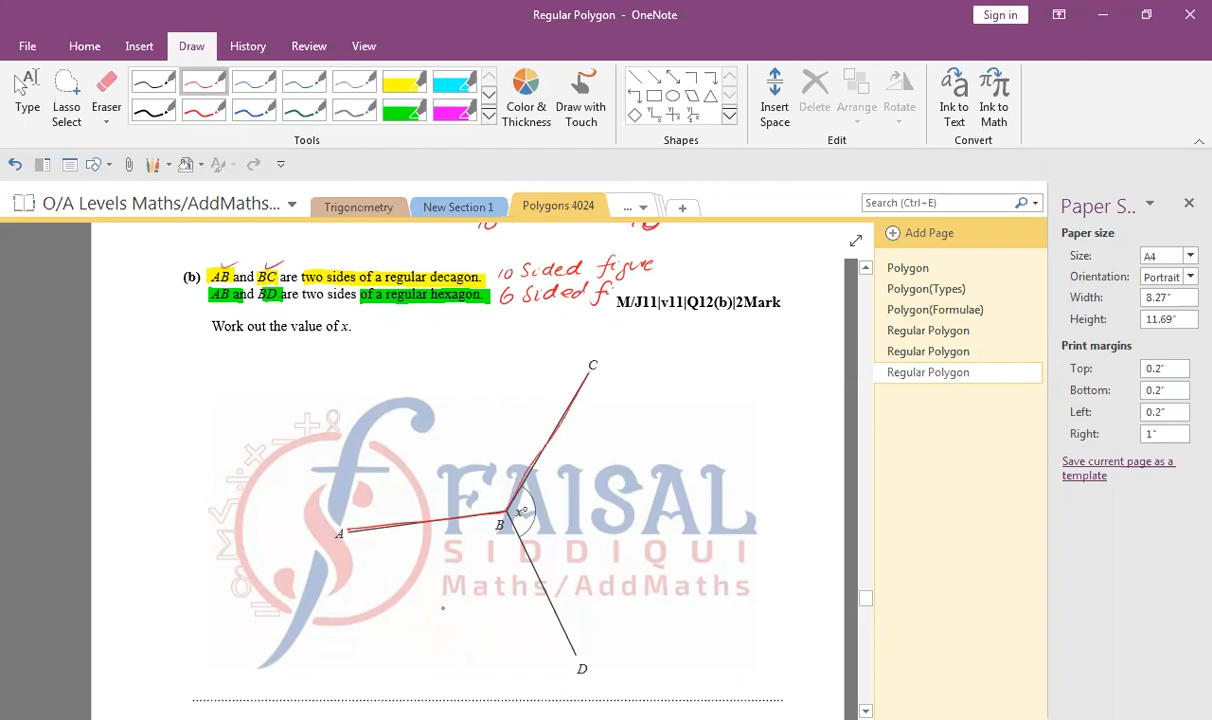 Regular Polygon - OneNote
Sign in
File Home Insert Draw History Review View
Type
Lasso Select
Eraser
Color & Thickness
Draw with Touch
Insert Space
Delete
Arrange
Rotate
Ink to Text
Ink to Math
Tools
Shapes
Edit
Convert
O/A Levels Maths/AddMaths...
Trigonometry
New Section 1
Polygons 4024
...
Search (Ctrl+E)
Add Page
Polygon
Polygon(Types)
Polygon(Formulae)
Regular Polygon
Regular Polygon
Regular Polygon
Paper S...
Paper size
Size: A4
Orientation: Portrait
Width: 8.27"
Height: 11.69"
Print margins
Top: 0.2"
Bottom: 0.2"
Left: 0.2"
Right: 1"
Save current page as a template
(b) AB and BC are two sides of a regular decagon. 10 Sided figure
AB and BD are two sides of a regular hexagon. 6 Sided fi
M/J11|v11|Q12(b)|2Mark
Work out the value of x.
C
x°
B
A
D
FAISAL
SIDDIQUI
Maths/AddMaths